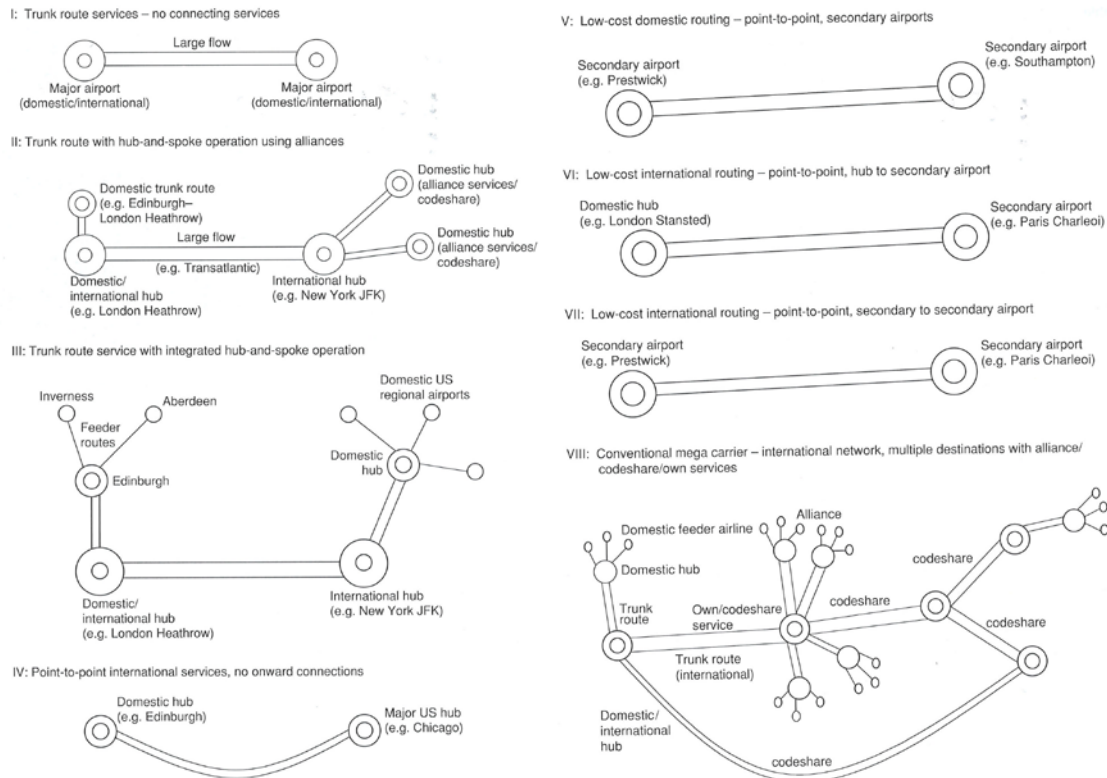 I: Trunk route services – no connecting services
Large flow
Major airport
(domestic/international)
Major airport
(domestic/international)
II: Trunk route with hub-and-spoke operation using alliances
Domestic trunk route
(e.g. Edinburgh–
London Heathrow)
Domestic hub
(alliance services/
codeshare)
Large flow
(e.g. Transatlantic)
Domestic hub
(alliance services/
codeshare)
Domestic/
international hub
(e.g. London Heathrow)
International hub
(e.g. New York JFK)
III: Trunk route service with integrated hub-and-spoke operation
Inverness
Aberdeen
Feeder
routes
Edinburgh
Domestic US
regional airports
Domestic
hub
Domestic/
international hub
(e.g. London Heathrow)
International hub
(e.g. New York JFK)
IV: Point-to-point international services, no onward connections
Domestic hub
(e.g. Edinburgh)
Major US hub
(e.g. Chicago)
V: Low-cost domestic routing – point-to-point, secondary airports
Secondary airport
(e.g. Prestwick)
Secondary airport
(e.g. Southampton)
VI: Low-cost international routing – point-to-point, hub to secondary airport
Domestic hub
(e.g. London Stansted)
Secondary airport
(e.g. Paris Charleoi)
VII: Low-cost international routing – point-to-point, secondary to secondary airport
Secondary airport
(e.g. Prestwick)
Secondary airport
(e.g. Paris Charleoi)
VIII: Conventional mega carrier – international network, multiple destinations with alliance/
codeshare/own services
Domestic feeder airline
Alliance
Domestic hub
Trunk
route
Own/codeshare
service
codeshare
codeshare
codeshare
Trunk route
(international)
Domestic/
international
hub
codeshare